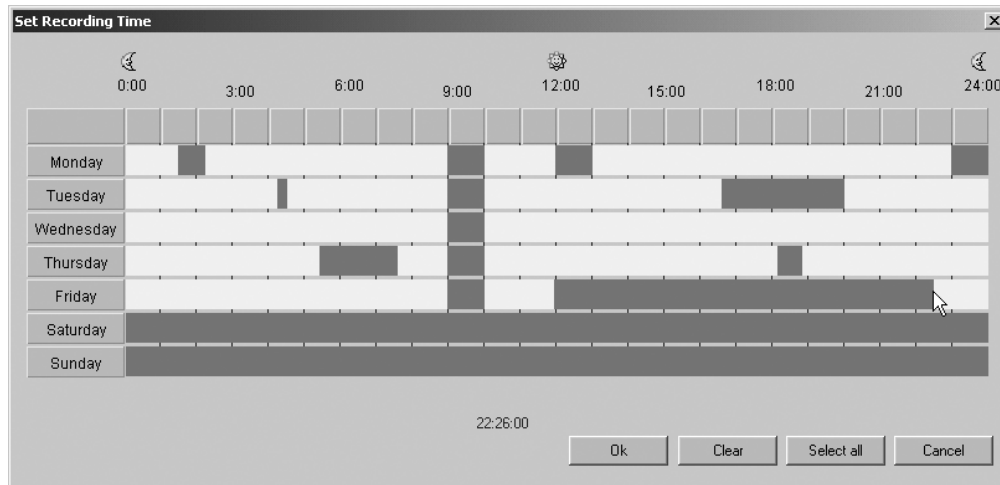 Set Recording Time
0:00 3:00 6:00 9:00 12:00 15:00 18:00 21:00 24:00
Monday
Tuesday
Wednesday
Thursday
Friday
Saturday
Sunday
22:26:00
Ok Clear Select all Cancel